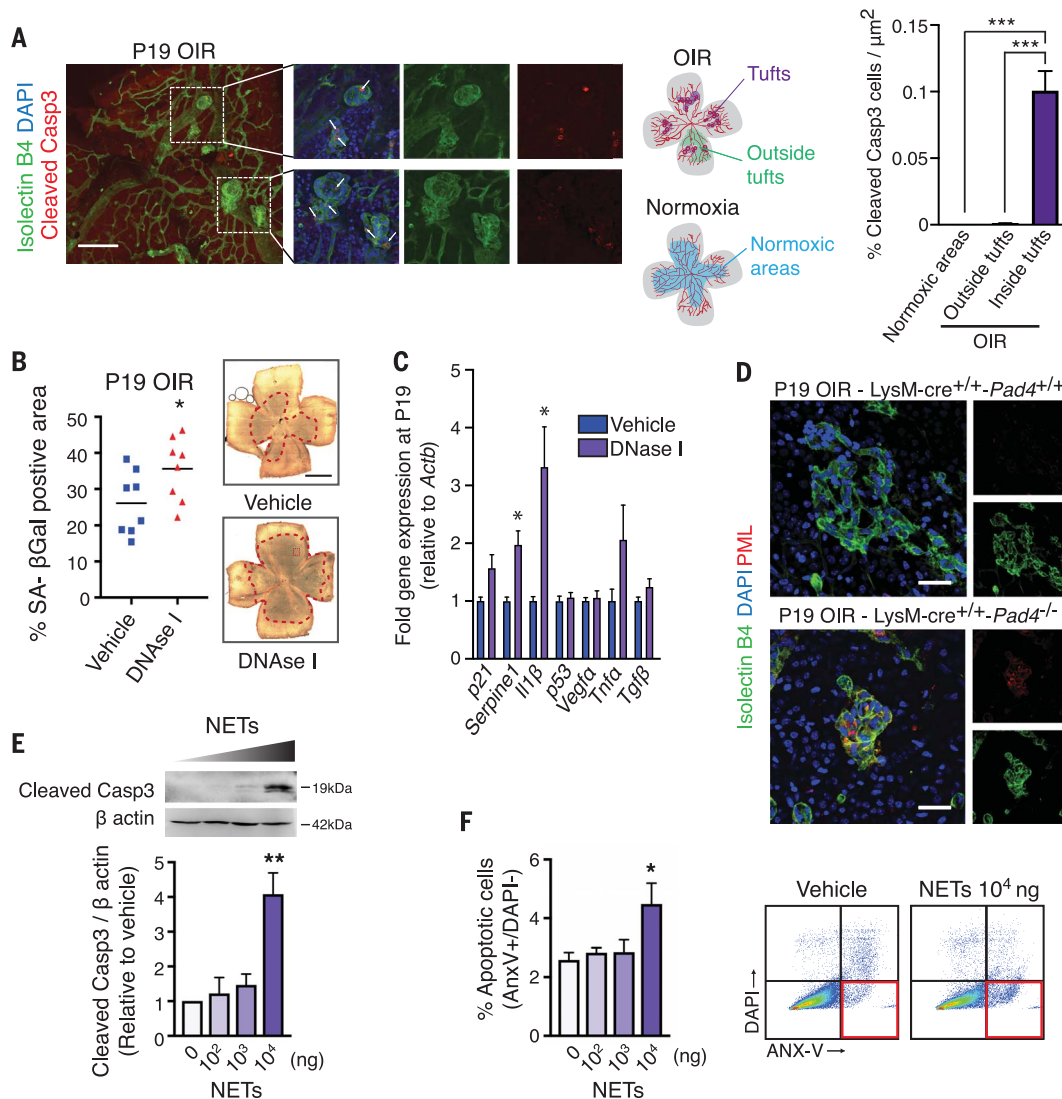 A
P19 OIR
Isolectin B4 DAPI
Cleaved Casp3
OIR
Tufts
Outside
tufts
Normoxia
Normoxic
areas
% Cleaved Casp3 cells / µm²
0.1
0.05
0
***
***
Normoxic areas
Outside tufts
Inside tufts
OIR
B
P19 OIR
% SA- βGal postive area
50
40
30
20
10
0
*
Vehicle
DNAse I
Vehicle
DNAse I
C
Fold gene expression at P19
(relative to Actb)
5
4
3
2
1
0
*
*
Vehicle
DNase I
p21
Serpine1
Il1β
p53
Vegfa
Tnfa
Tgfβ
D
P19 OIR - LysM-cre+/+-Pad4+/+
P19 OIR - LysM-cre+/+-Pad4-/-
Isolectin B4 DAPI PML
E
NETs
Cleaved Casp3
19kDa
β actin
42kDa
Cleaved Casp3 / β actin
(Relative to vehicle)
5
4
3
2
1
0
**
0
10²
10³
10⁴
(ng)
NETs
F
% Apoptotic cells
(AnxV+/DAPI-)
6
4
2
0
*
0
10²
10³
10⁴
(ng)
NETs
Vehicle
NETs 10⁴ ng
DAPI→
ANX-V→